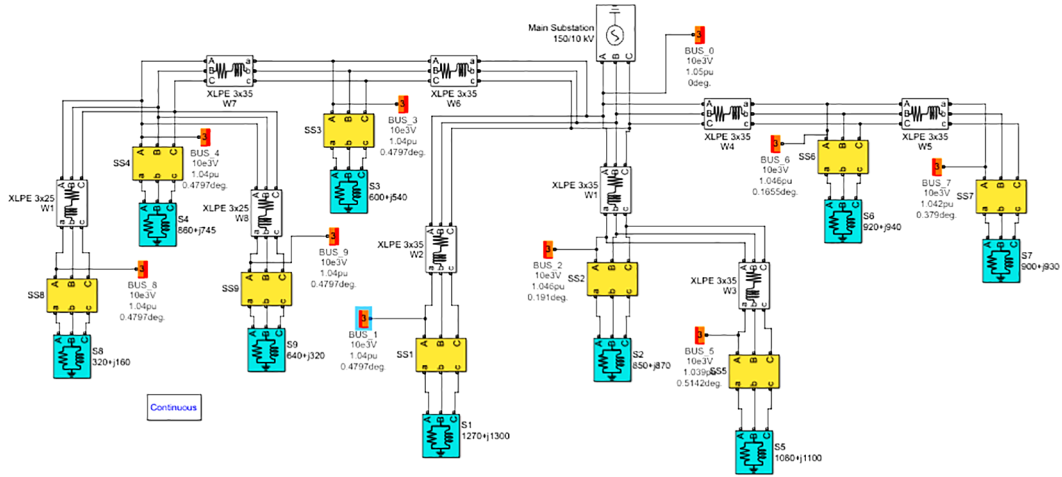 Main Substation
150/10 kV
BUS_0
10e3V
1.05pu
0deg.
XLPE 3x35
W7
XLPE 3x35
W6
XLPE 3x35
W4
XLPE 3x35
W5
SS4
BUS_4
10e3V
1.04pu
0.4797deg.
SS3
BUS_3
10e3V
1.04pu
0.4797deg.
BUS_6
10e3V
1.046pu
0.1655deg.
SS6
BUS_7
10e3V
1.042pu
0.379deg.
SS7
XLPE 3x25
W1
S4
860+j745
XLPE 3x25
W8
S3
600+j540
XLPE 3x35
W1
S6
920+j940
XLPE 3x35
W2
BUS_9
10e3V
1.04pu
0.4797deg.
BUS_2
10e3V
1.046pu
0.191deg.
SS2
XLPE 3x35
W3
S7
900+j930
SS8
BUS_8
10e3V
1.04pu
0.4797deg.
SS9
BUS_1
10e3V
1.04pu
0.4797deg.
SS1
BUS_5
10e3V
1.039pu
0.5142deg.
SS5
S8
320+j160
S9
640+j320
S2
850+j870
Continuous
S1
1270+j1300
S5
1080+j1100